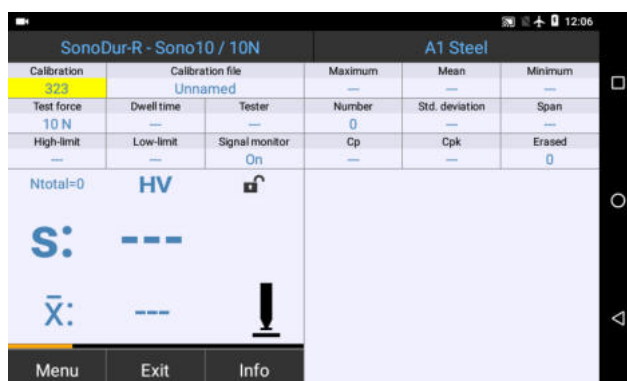 12:06
SonoDur-R - Sono10 / 10N A1 Steel
Calibration Calibration file Maximum Mean Minimum
323 Unnamed --- --- ---
Test force Dwell time Tester Number Std. deviation Span
10 N --- --- 0 --- ---
High-limit Low-limit Signal monitor Cp Cpk Erased
--- --- On --- --- 0
Ntotal=0 HV
s: ---
x̄: ---
Menu Exit Info